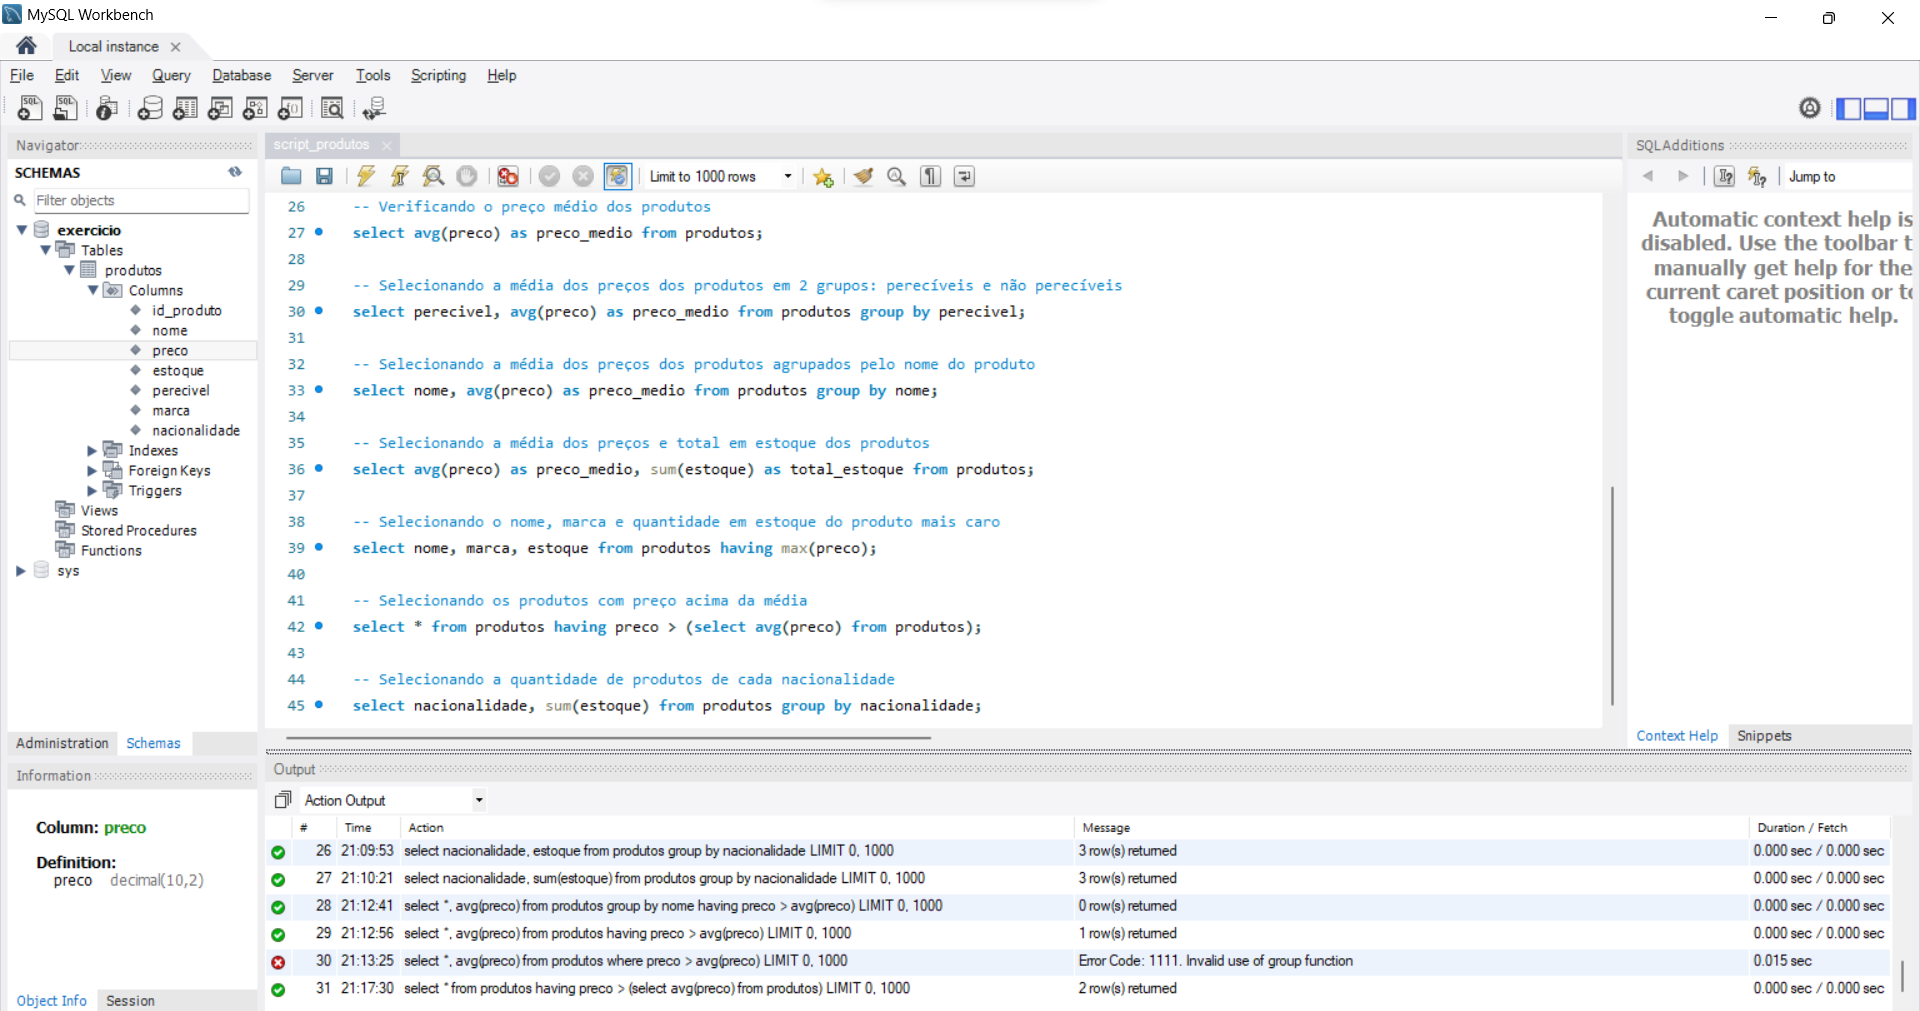 MySQL Workbench
Local instance
File Edit View Query Database Server Tools Scripting Help
Navigator
SCHEMAS
Filter objects
exercicio
Tables
produtos
Columns
id_produto
nome
preco
estoque
perecivel
marca
nacionalidade
Indexes
Foreign Keys
Triggers
Views
Stored Procedures
Functions
sys
Administration Schemas
Information
Column: preco
Definition:
preco decimal(10,2)
Object Info Session
script_produtos
Limit to 1000 rows
26 -- Verificando o preço médio dos produtos
27 select avg(preco) as preco_medio from produtos;
28
29 -- Selecionando a média dos preços dos produtos em 2 grupos: perecíveis e não perecíveis
30 select perecivel, avg(preco) as preco_medio from produtos group by perecivel;
31
32 -- Selecionando a média dos preços dos produtos agrupados pelo nome do produto
33 select nome, avg(preco) as preco_medio from produtos group by nome;
34
35 -- Selecionando a média dos preços e total em estoque dos produtos
36 select avg(preco) as preco_medio, sum(estoque) as total_estoque from produtos;
37
38 -- Selecionando o nome, marca e quantidade em estoque do produto mais caro
39 select nome, marca, estoque from produtos having max(preco);
40
41 -- Selecionando os produtos com preço acima da média
42 select * from produtos having preco > (select avg(preco) from produtos);
43
44 -- Selecionando a quantidade de produtos de cada nacionalidade
45 select nacionalidade, sum(estoque) from produtos group by nacionalidade;
SQLAdditions
Jump to
Automatic context help is
disabled. Use the toolbar t
manually get help for the
current caret position or to
toggle automatic help.
Context Help Snippets
Output
Action Output
# Time Action Message Duration / Fetch
26 21:09:53 select nacionalidade, estoque from produtos group by nacionalidade LIMIT 0, 1000 3 row(s) returned 0.000 sec / 0.000 sec
27 21:10:21 select nacionalidade, sum(estoque) from produtos group by nacionalidade LIMIT 0, 1000 3 row(s) returned 0.000 sec / 0.000 sec
28 21:12:41 select *, avg(preco) from produtos group by nome having preco > avg(preco) LIMIT 0, 1000 0 row(s) returned 0.000 sec / 0.000 sec
29 21:12:56 select *, avg(preco) from produtos having preco > avg(preco) LIMIT 0, 1000 1 row(s) returned 0.000 sec / 0.000 sec
30 21:13:25 select *, avg(preco) from produtos where preco > avg(preco) LIMIT 0, 1000 Error Code: 1111. Invalid use of group function 0.015 sec
31 21:17:30 select * from produtos having preco > (select avg(preco) from produtos) LIMIT 0, 1000 2 row(s) returned 0.000 sec / 0.000 sec